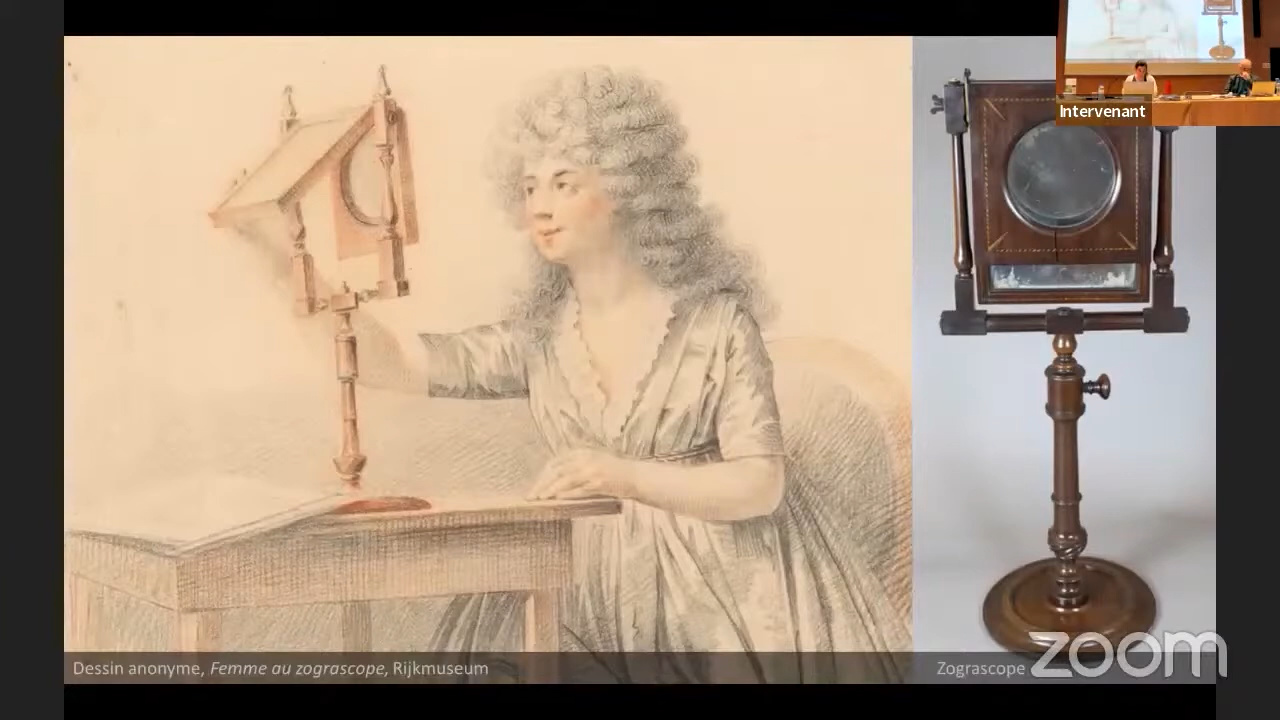 Intervenant
Dessin anonyme, Femme au zograscope, Rijkmuseum
Zograscope
zoom